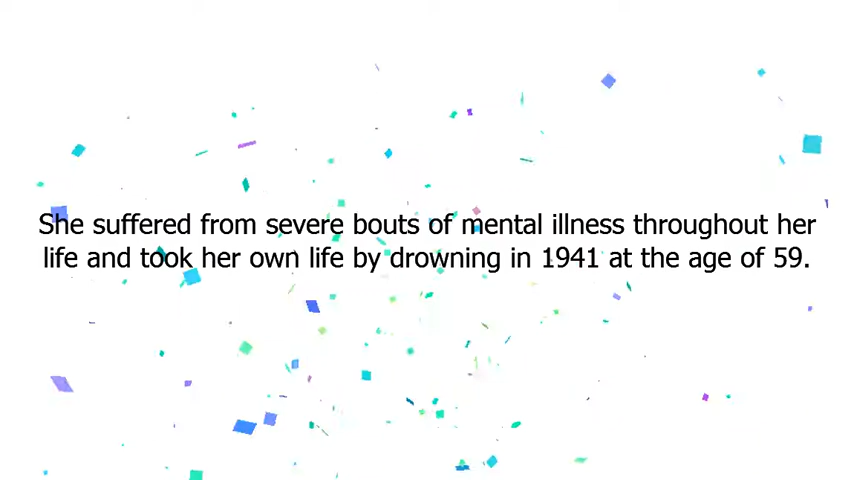 She suffered from severe bouts of mental illness throughout her
life and took her own life by drowning in 1941 at the age of 59.